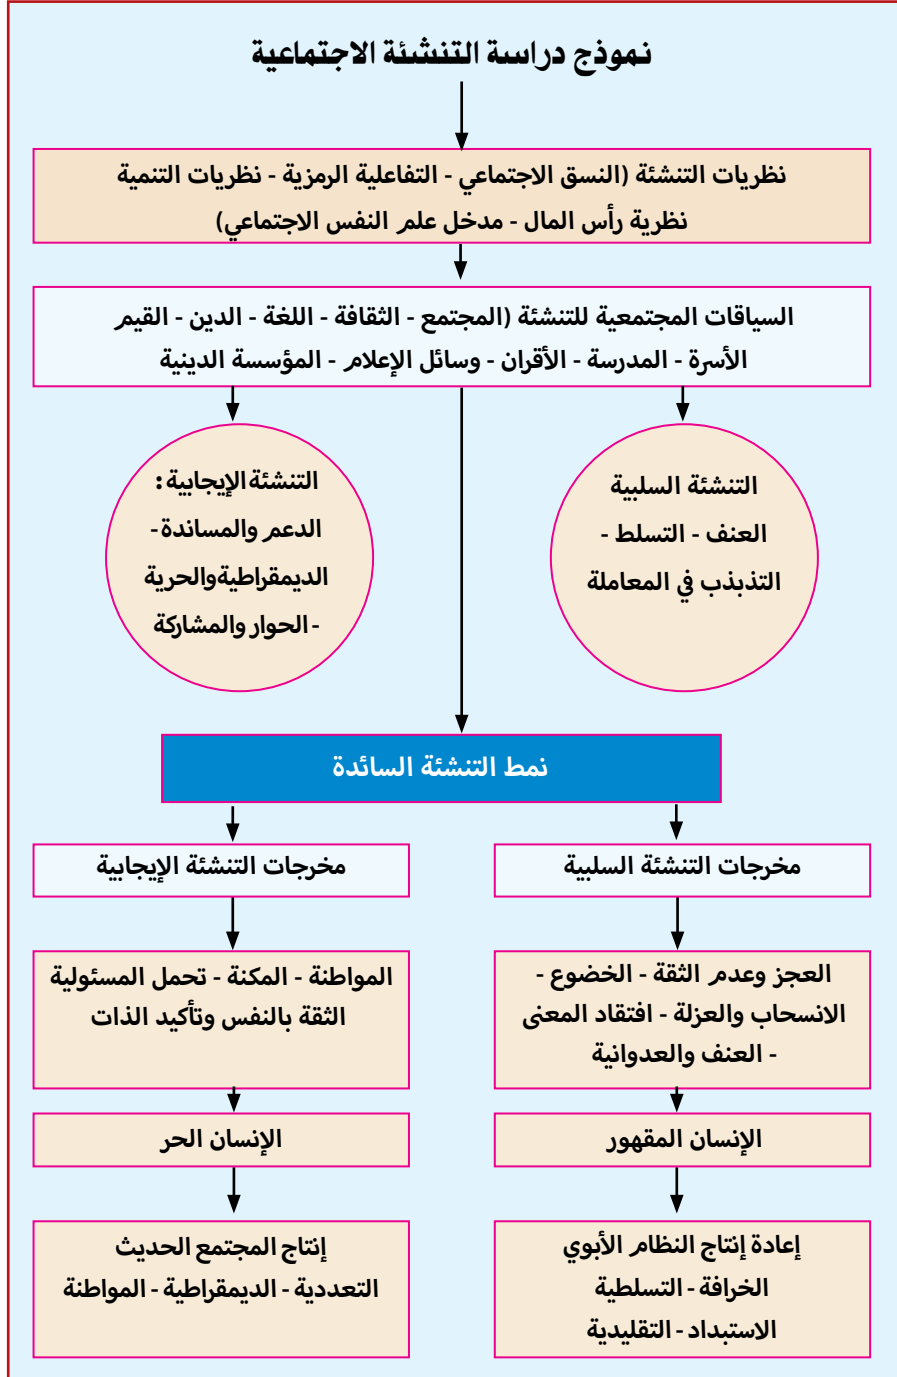 نموذج دراسة التنشئة الاجتماعية
نظريات التنشئة (النسق الاجتماعي - التفاعلية الرمزية - نظريات التنمية
نظرية رأس المال - مدخل علم النفس الاجتماعي)
السياقات المجتمعية للتنشئة (المجتمع - الثقافة - اللغة - الدين - القيم
الأسرة - المدرسة - الأقران - وسائل الإعلام - المؤسسة الدينية
التنشئة السلبية
العنف - التسلط -
التذبذب في المعاملة
التنشئة الإيجابية:
الدعم والمساندة -
الديمقراطية والحرية
- الحوار والمشاركة
نمط التنشئة السائدة
مخرجات التنشئة السلبية
مخرجات التنشئة الإيجابية
العجز وعدم الثقة - الخضوع -
الانسحاب والعزلة - افتقاد المعنى
- العنف والعدوانية
المواطنة - المكنة - تحمل المسئولية
الثقة بالنفس وتأكيد الذات
الإنسان المقهور
الإنسان الحر
إعادة إنتاج النظام الأبوي
الخرافة - التسلطية
الاستبداد - التقليدية
إنتاج المجتمع الحديث
التعددية - الديمقراطية - المواطنة